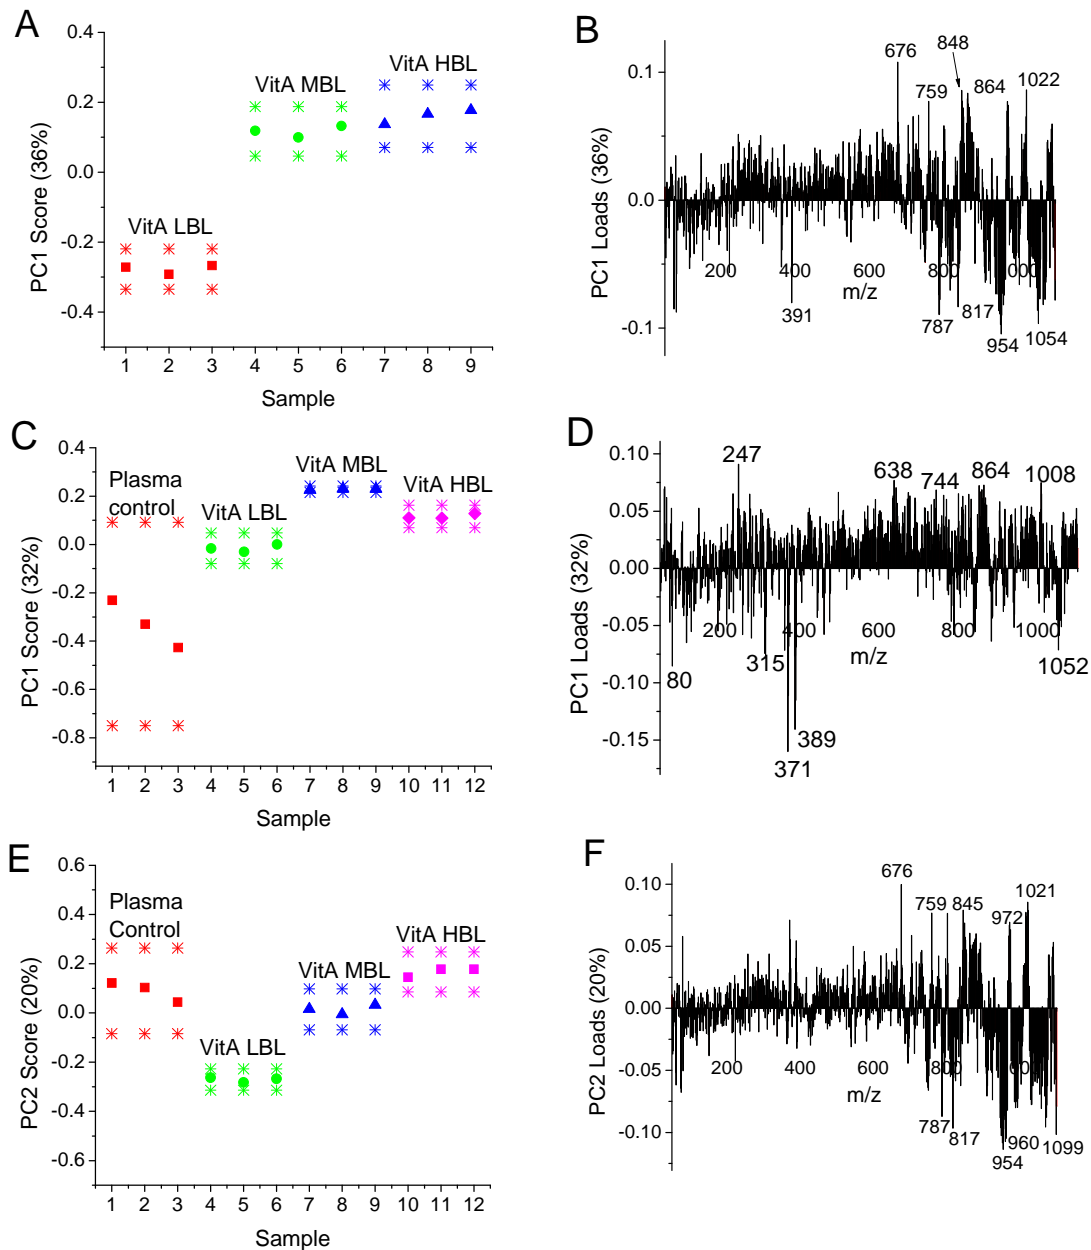 A
PC1 Score (36%)
0.4
0.2
0.0
-0.2
-0.4
VitA LBL
VitA MBL
VitA HBL
1 2 3 4 5 6 7 8 9
Sample
B
PC1 Loads (36%)
0.1
0.0
-0.1
676
848
759
864
1022
200 400 600 800 000
m/z
391
787
817
954
1054
C
PC1 Score (32%)
0.4
0.2
0.0
-0.2
-0.4
-0.6
-0.8
Plasma
control
VitA LBL
VitA MBL
VitA HBL
1 2 3 4 5 6 7 8 9 10 11 12
Sample
D
PC1 Loads (32%)
0.10
0.05
0.00
-0.05
-0.10
-0.15
247
638
744
864
1008
200 400 600 800 1000
m/z
80
315
371
389
1052
E
PC2 Score (20%)
0.6
0.4
0.2
0.0
-0.2
-0.4
-0.6
Plasma
Control
VitA LBL
VitA MBL
VitA HBL
1 2 3 4 5 6 7 8 9 10 11 12
Sample
F
PC2 Loads (20%)
0.10
0.05
0.00
-0.05
-0.10
676
759
845
972
1021
200 400 600 800
m/z
787
817
954
960
1099